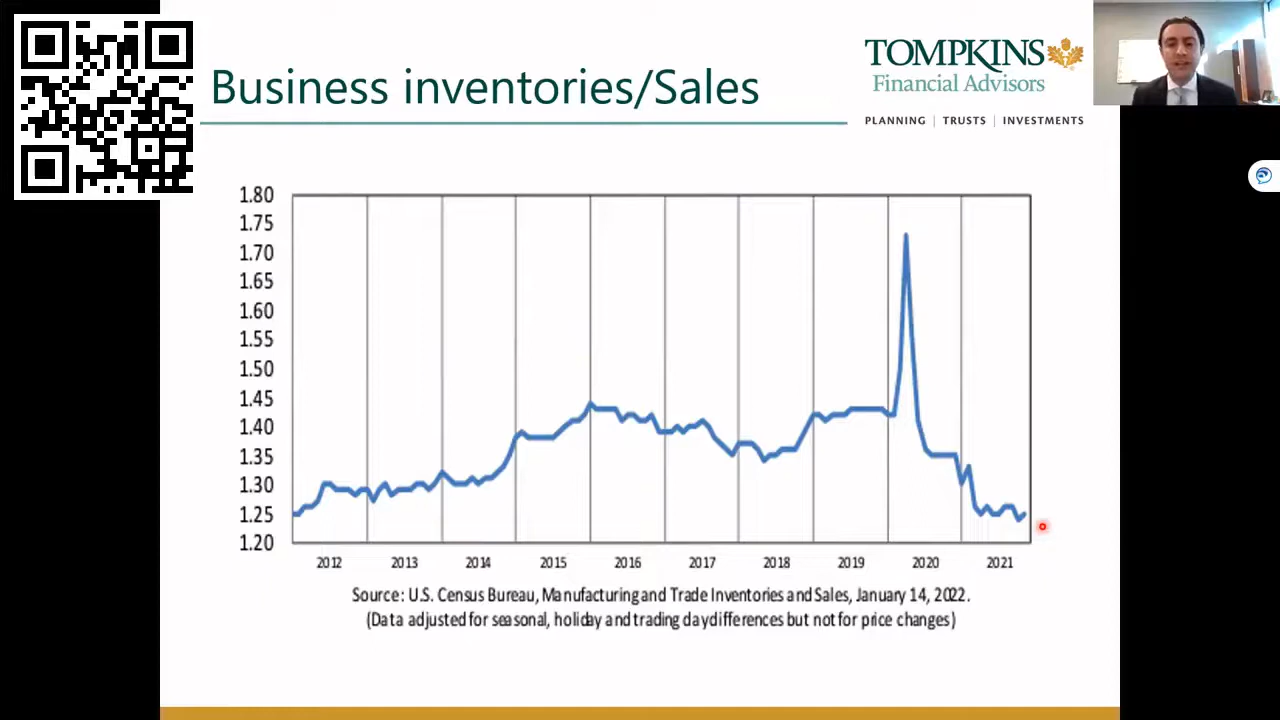 Business inventories/Sales
TOMPKINS
Financial Advisors
PLANNING | TRUSTS | INVESTMENTS
1.80
1.75
1.70
1.65
1.60
1.55
1.50
1.45
1.40
1.35
1.30
1.25
1.20
2012 2013 2014 2015 2016 2017 2018 2019 2020 2021
Source: U.S. Census Bureau, Manufacturing and Trade Inventories and Sales, January 14, 2022.
(Data adjusted for seasonal, holiday and trading day differences but not for price changes)